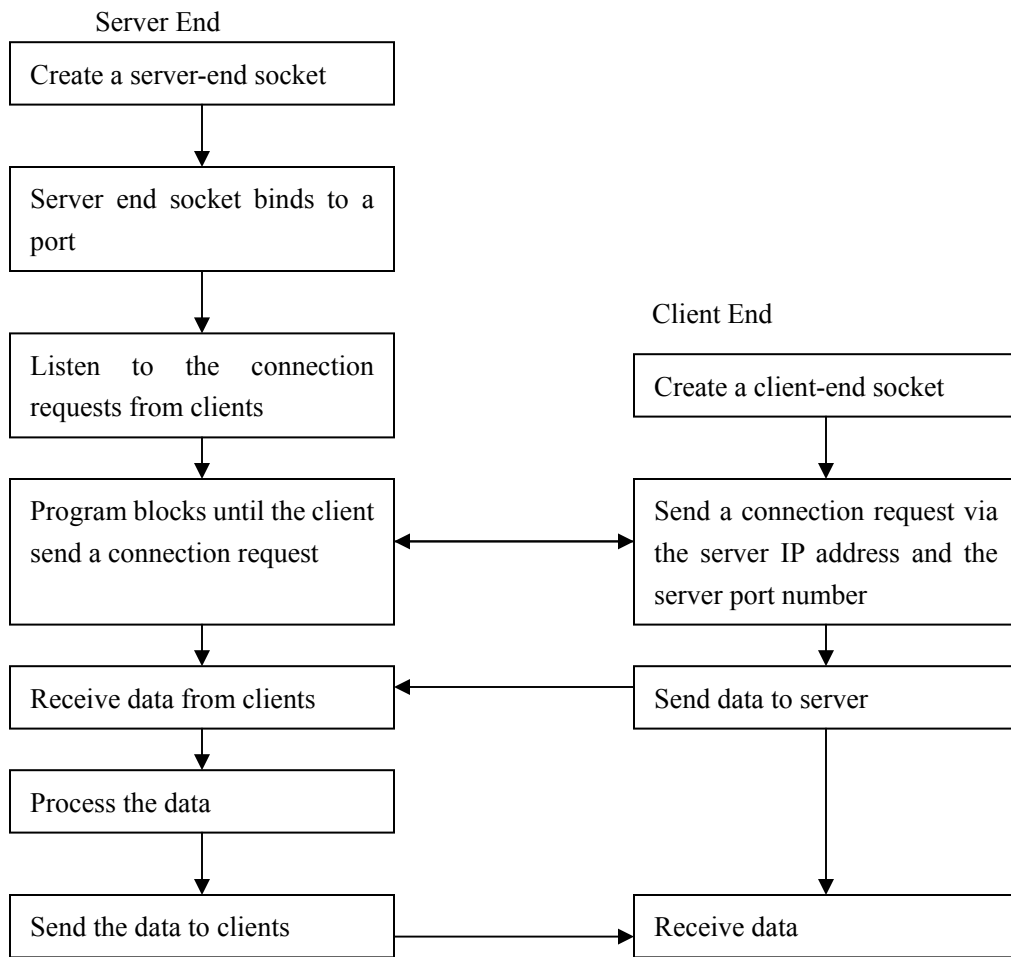 Server End
Create a server-end socket
Server end socket binds to a
port
Listen to the connection
requests from clients
Program blocks until the client
send a connection request
Receive data from clients
Process the data
Send the data to clients
Client End
Create a client-end socket
Send a connection request via
the server IP address and the
server port number
Send data to server
Receive data